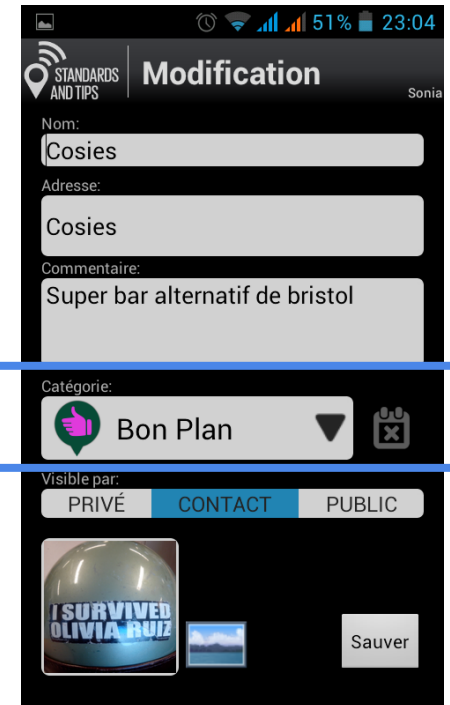 51% 23:04
STANDARDS
AND TIPS
Modification
Sonia
Nom:
Cosies
Adresse:
Cosies
Commentaire:
Super bar alternatif de bristol
Catégorie:
Bon Plan
Visible par:
PRIVÉ CONTACT PUBLIC
I SURVIVED
OLIVIA RUIZ
Sauver